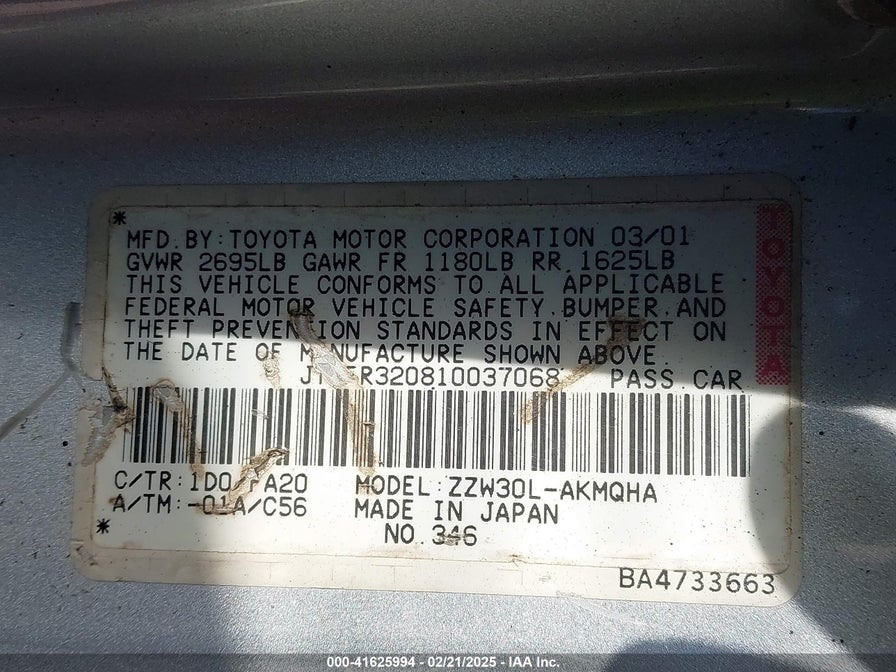 MFD.BY:TOYOTA MOTOR CORPORATION 03/01
GVWR 2695LB GAWR FR 1180LB RR 1625LB
THIS VEHICLE CONFORMS TO ALL APPLICABLE
FEDERAL MOTOR VEHICLE SAFETY,BUMPER,AND
THEFT PREVENTION STANDARDS IN EFFECT ON
THE DATE OF MANUFACTURE SHOWN ABOVE.
PASS.CAR
TOYOTA
C/TR: A20 MODEL:ZZW30L-AKMQHA
A/TM:-01A/C56 MADE IN JAPAN
NO.346
BA4733663
000-41625994 — 02/21/2025 — IAA Inc.